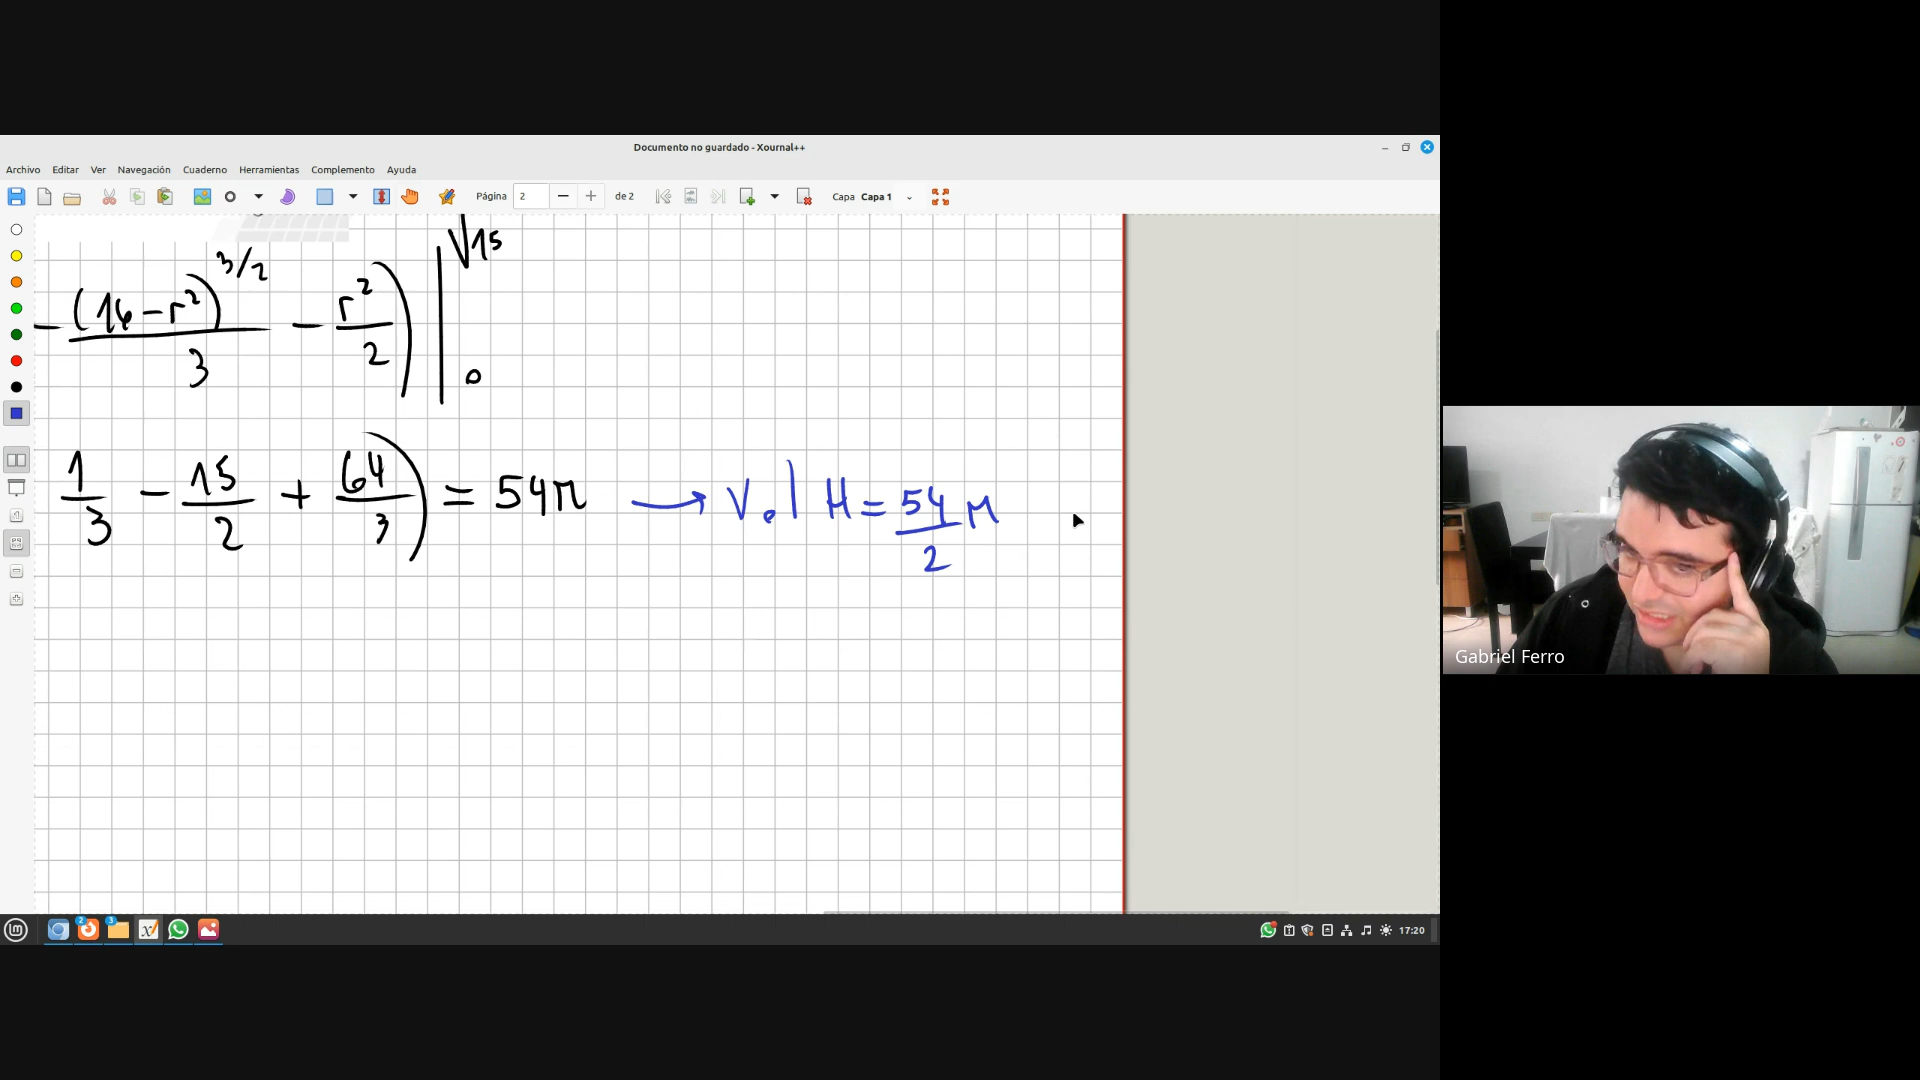 Documento no guardado - Xournal++
Archivo Editar Ver Navegación Cuaderno Herramientas Complemento Ayuda
Página 2 de 2 Capa Capa 1
- (16 - r²)^{3/2} / 3 - r²/2 ) | √15
0
1/3 - 15/2 + 64/3 ) = 54π → Vol H = 54/2 π
Gabriel Ferro
2 3
17:20